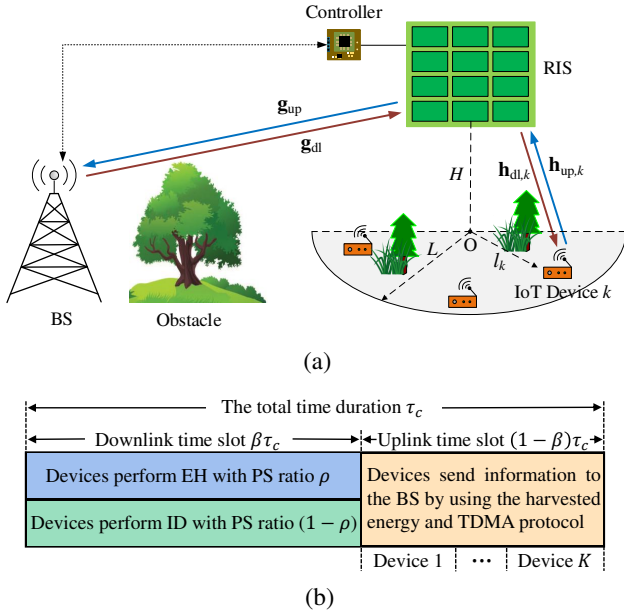 Controller
RIS
g_up
g_dl
h_dl,k
h_up,k
H
O
L
l_k
BS
Obstacle
IoT Device k
(a)
The total time duration τ_c
Downlink time slot βτ_c
Uplink time slot (1 − β)τ_c
Devices perform EH with PS ratio ρ
Devices perform ID with PS ratio (1 − ρ)
Devices send information to
the BS by using the harvested
energy and TDMA protocol
Device 1
···
Device K
(b)